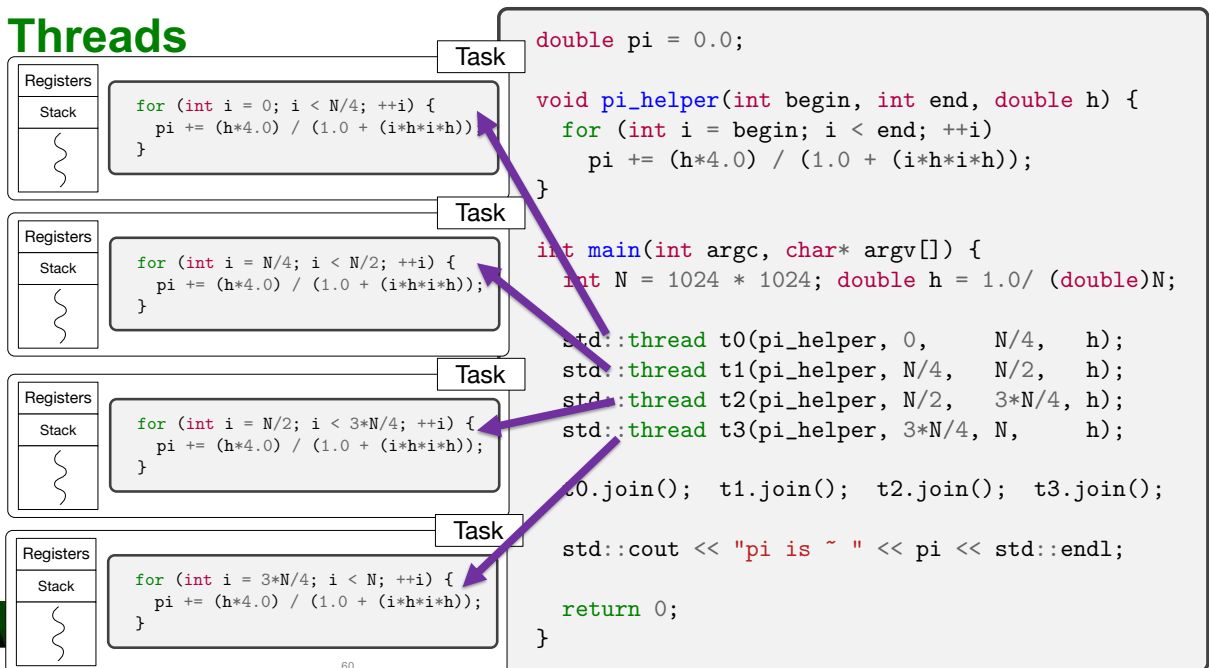 Threads
Task
Registers
Stack
for (int i = 0; i < N/4; ++i) {
pi += (h*4.0) / (1.0 + (i*h*i*h));
}
Task
Registers
Stack
for (int i = N/4; i < N/2; ++i) {
pi += (h*4.0) / (1.0 + (i*h*i*h));
}
Task
Registers
Stack
for (int i = N/2; i < 3*N/4; ++i) {
pi += (h*4.0) / (1.0 + (i*h*i*h));
}
Task
Registers
Stack
for (int i = 3*N/4; i < N; ++i) {
pi += (h*4.0) / (1.0 + (i*h*i*h));
}
60
double pi = 0.0;
void pi_helper(int begin, int end, double h) {
for (int i = begin; i < end; ++i)
pi += (h*4.0) / (1.0 + (i*h*i*h));
}
int main(int argc, char* argv[]) {
int N = 1024 * 1024; double h = 1.0/ (double)N;
std::thread t0(pi_helper, 0, N/4, h);
std::thread t1(pi_helper, N/4, N/2, h);
std::thread t2(pi_helper, N/2, 3*N/4, h);
std::thread t3(pi_helper, 3*N/4, N, h);
t0.join(); t1.join(); t2.join(); t3.join();
std::cout << "pi is ~ " << pi << std::endl;
return 0;
}